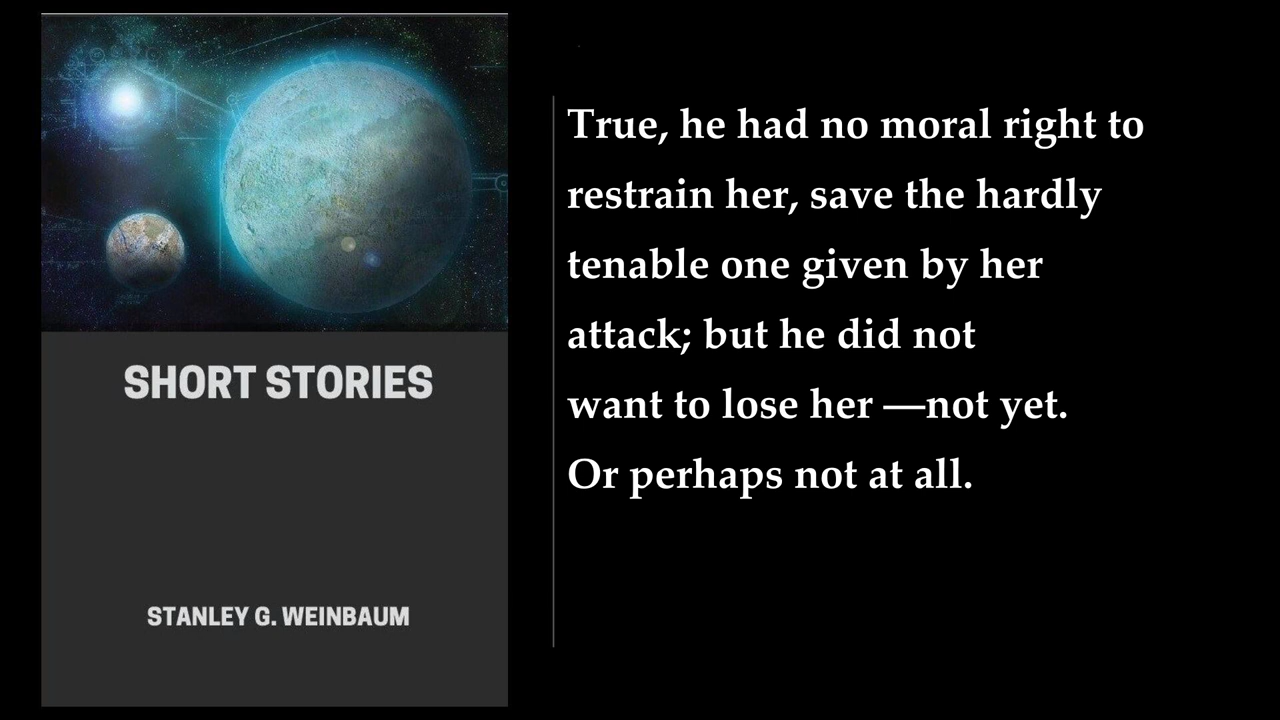 SHORT STORIES
STANLEY G. WEINBAUM
True, he had no moral right to
restrain her, save the hardly
tenable one given by her
attack; but he did not
want to lose her —not yet.
Or perhaps not at all.